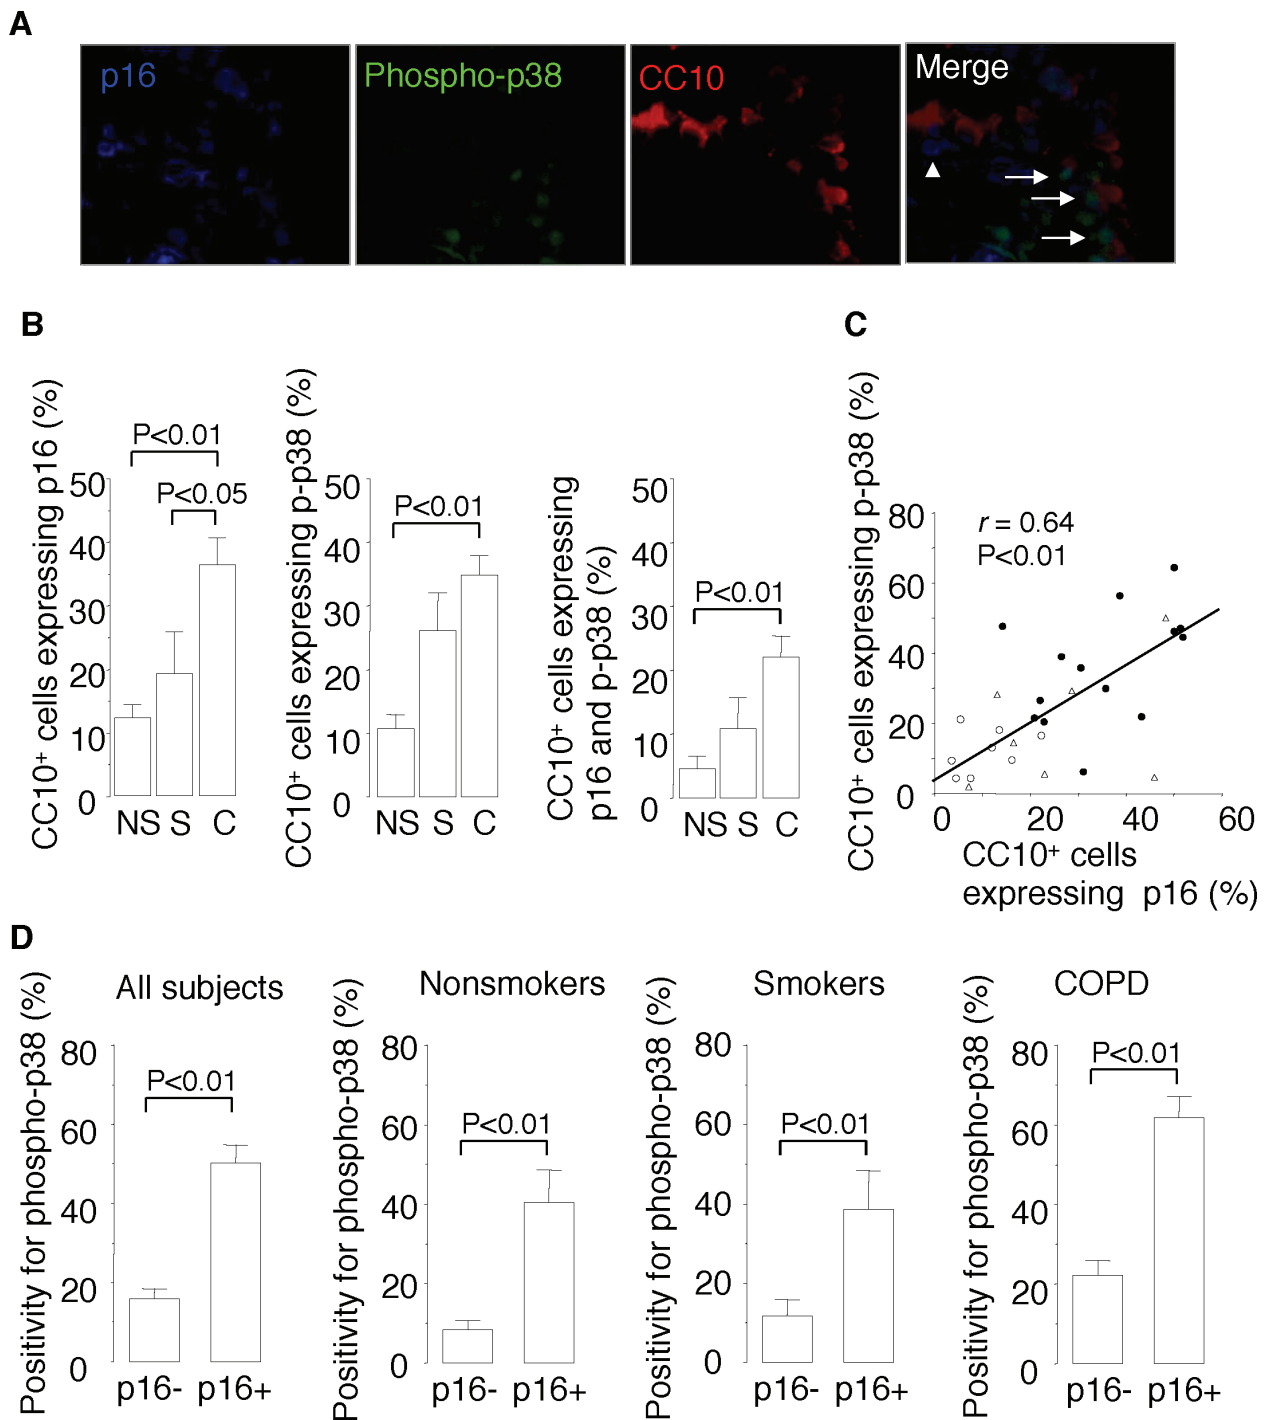 A
p16
Phospho-p38
CC10
Merge
B
CC10+ cells expressing p16 (%)
P<0.01
P<0.05
50
40
30
20
10
0
NS S C
CC10+ cells expressing p-p38 (%)
P<0.01
50
40
30
20
10
0
NS S C
CC10+ cells expressing
p16 and p-p38 (%)
P<0.01
50
40
30
20
10
0
NS S C
C
CC10+ cells expressing p-p38 (%)
r = 0.64
P<0.01
80
60
40
20
0
0 20 40 60
CC10+ cells
expressing p16 (%)
D
All subjects
Positivity for phospho-p38 (%)
P<0.01
80
60
40
20
0
p16- p16+
Nonsmokers
Positivity for phospho-p38 (%)
P<0.01
80
60
40
20
0
p16- p16+
Smokers
Positivity for phospho-p38 (%)
P<0.01
80
60
40
20
0
p16- p16+
COPD
Positivity for phospho-p38 (%)
P<0.01
80
60
40
20
0
p16- p16+